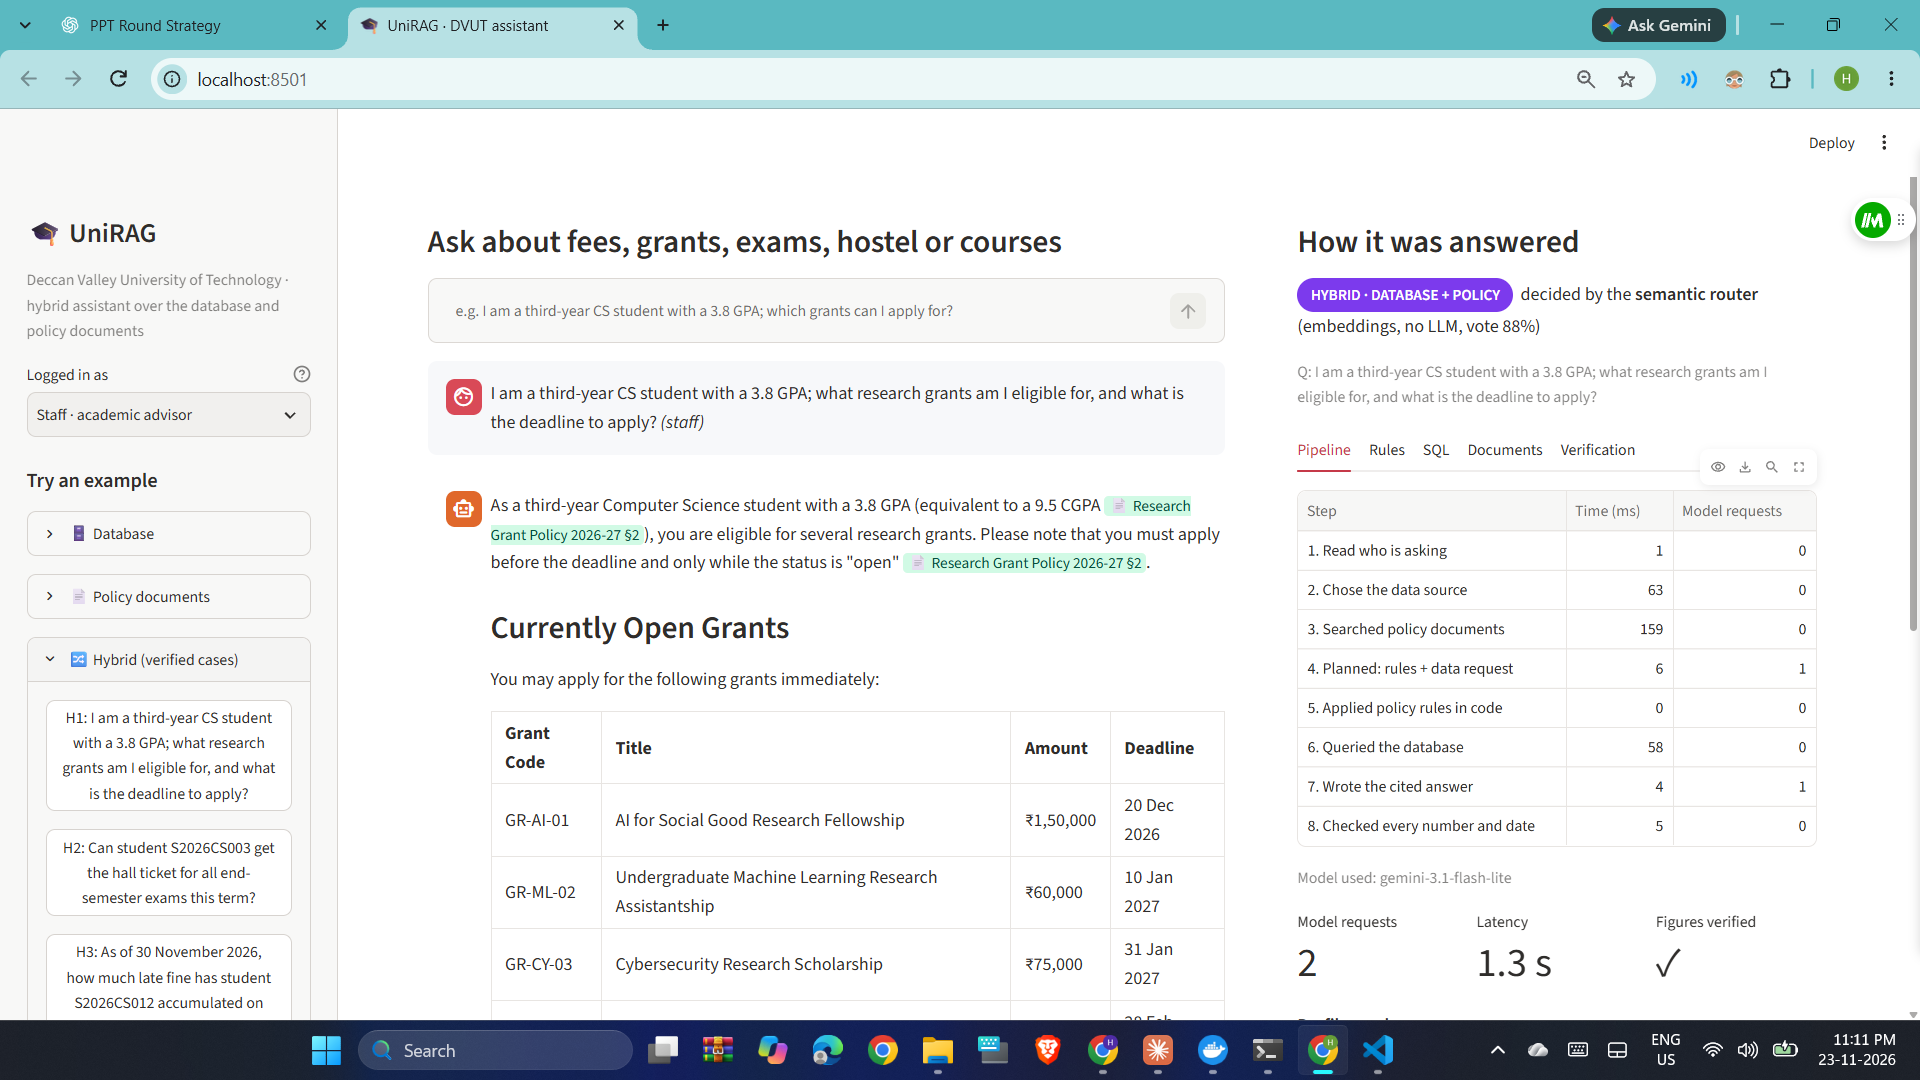 PPT Round Strategy
UniRAG · DVUT assistant
Ask Gemini
localhost:8501
H
Deploy
UniRAG
Deccan Valley University of Technology ·
hybrid assistant over the database and
policy documents
Logged in as
Staff · academic advisor
Try an example
Database
Policy documents
Hybrid (verified cases)
H1: I am a third-year CS student
with a 3.8 GPA; what research
grants am I eligible for, and what
is the deadline to apply?
H2: Can student S2026CS003 get
the hall ticket for all end-
semester exams this term?
H3: As of 30 November 2026,
how much late fine has student
S2026CS012 accumulated on
Ask about fees, grants, exams, hostel or courses
e.g. I am a third-year CS student with a 3.8 GPA; which grants can I apply for?
I am a third-year CS student with a 3.8 GPA; what research grants am I eligible for, and what is
the deadline to apply? (staff)
As a third-year Computer Science student with a 3.8 GPA (equivalent to a 9.5 CGPA Research
Grant Policy 2026-27 §2), you are eligible for several research grants. Please note that you must apply
before the deadline and only while the status is "open" Research Grant Policy 2026-27 §2.
Currently Open Grants
You may apply for the following grants immediately:
Grant Code Title Amount Deadline
GR-AI-01 AI for Social Good Research Fellowship ₹1,50,000 20 Dec 2026
GR-ML-02 Undergraduate Machine Learning Research Assistantship ₹60,000 10 Jan 2027
GR-CY-03 Cybersecurity Research Scholarship ₹75,000 31 Jan 2027
How it was answered
HYBRID · DATABASE + POLICY decided by the semantic router
(embeddings, no LLM, vote 88%)
Q: I am a third-year CS student with a 3.8 GPA; what research grants am I
eligible for, and what is the deadline to apply?
Pipeline Rules SQL Documents Verification
Step Time (ms) Model requests
1. Read who is asking 1 0
2. Chose the data source 63 0
3. Searched policy documents 159 0
4. Planned: rules + data request 6 1
5. Applied policy rules in code 0 0
6. Queried the database 58 0
7. Wrote the cited answer 4 1
8. Checked every number and date 5 0
Model used: gemini-3.1-flash-lite
Model requests Latency Figures verified
2 1.3 s ✓
Search
ENG
US
11:11 PM
23-11-2026